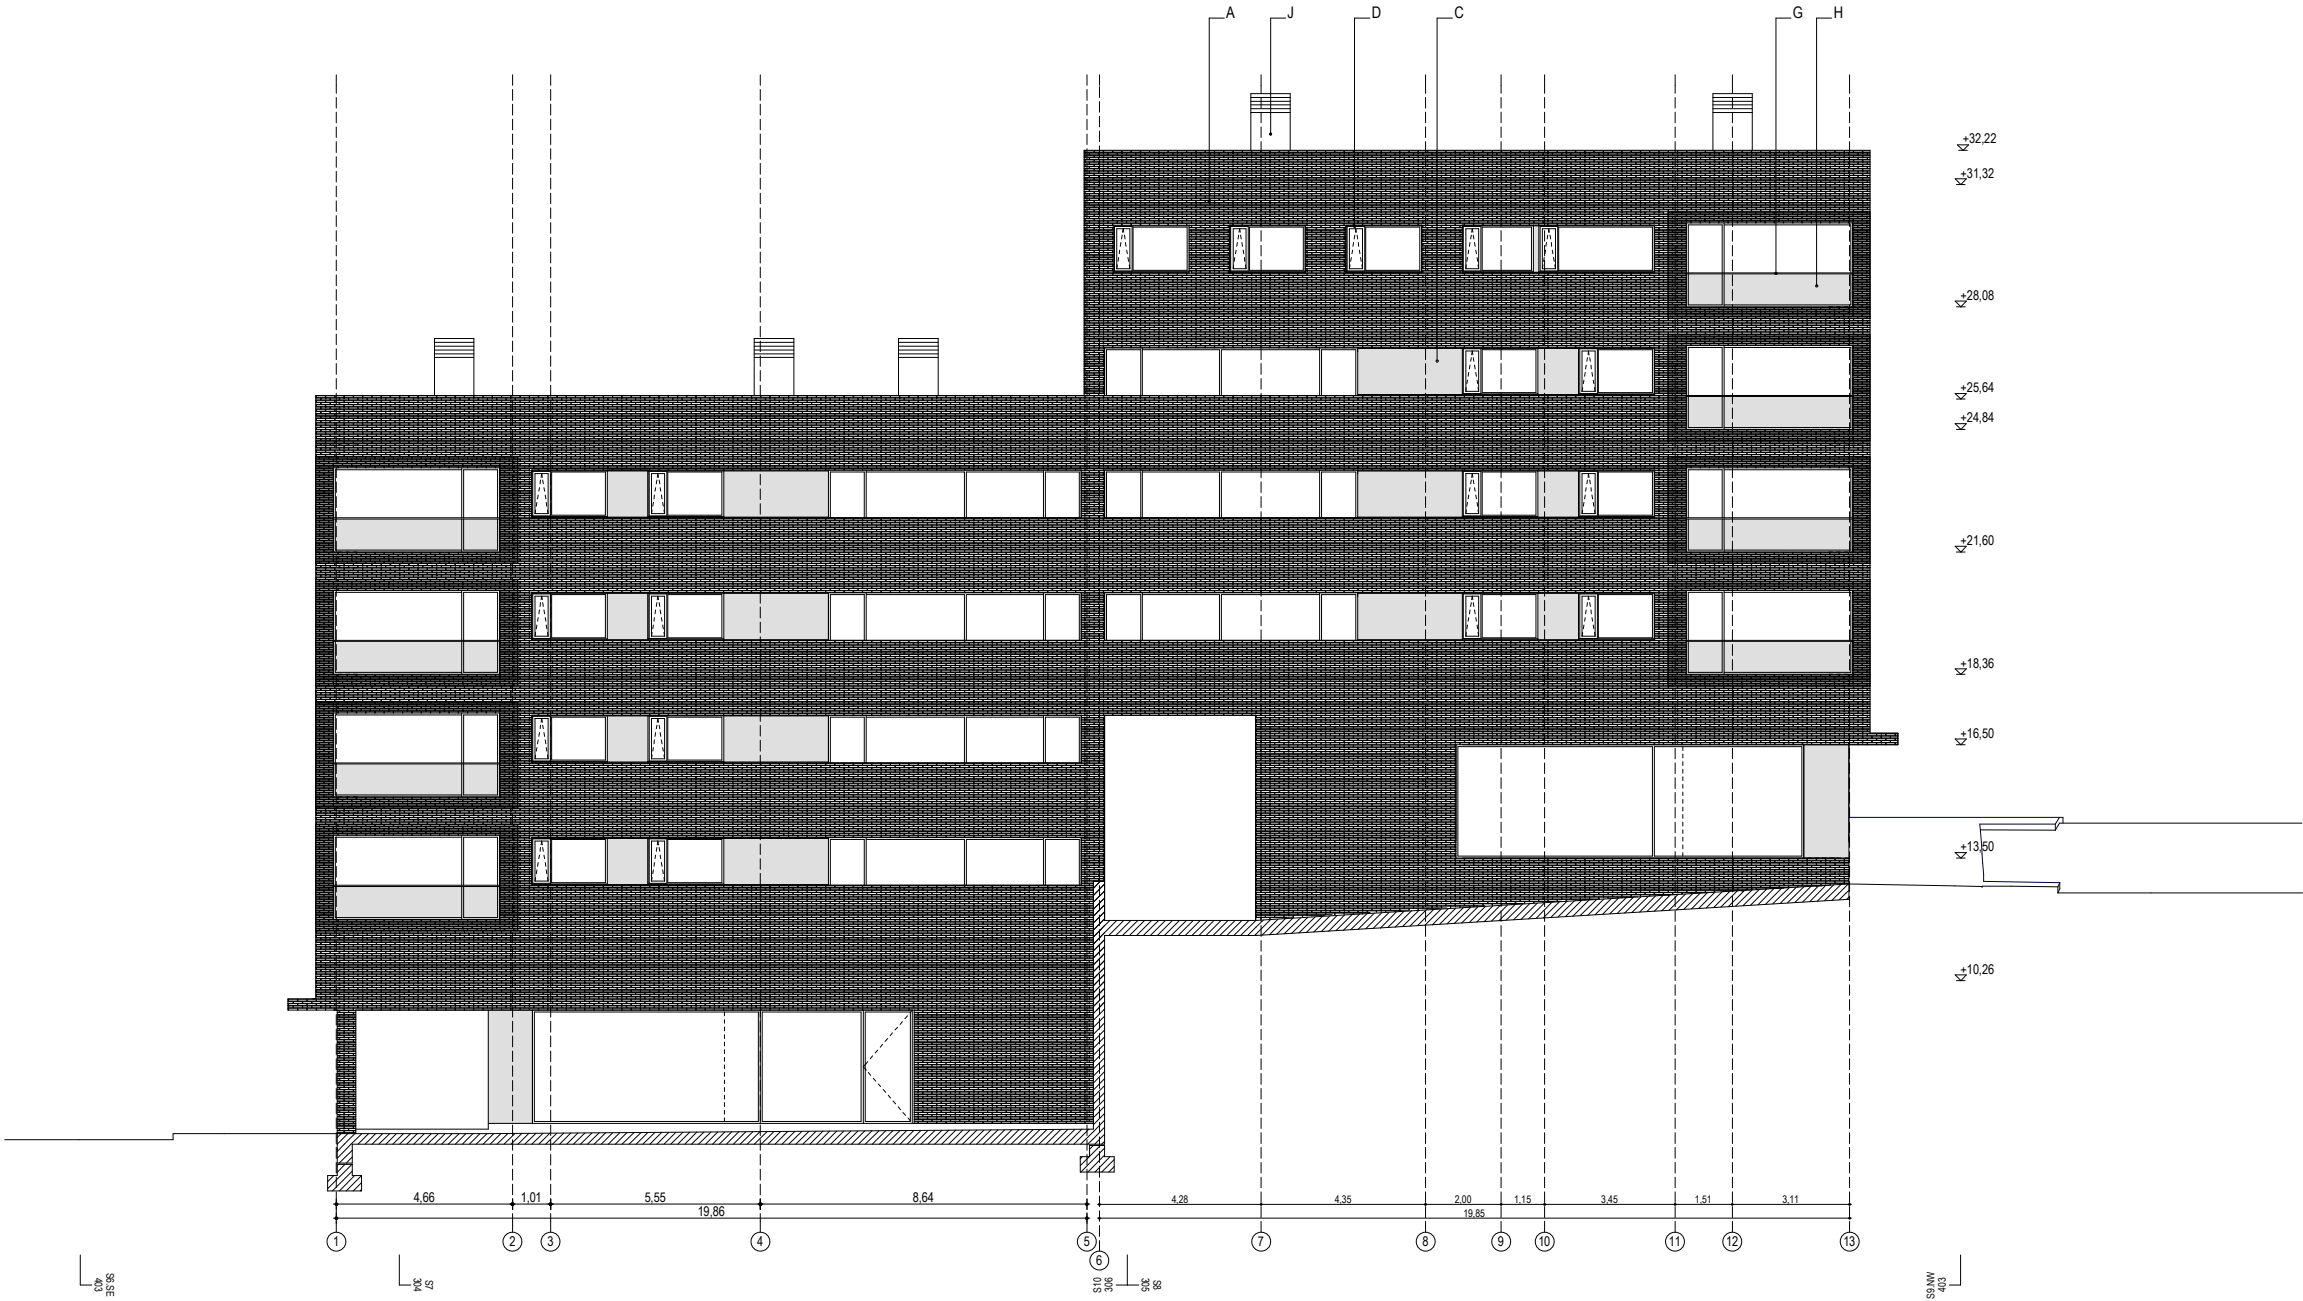 A J D C G H
+32,22
+31,32
+28,08
+25,64
+24,84
+21,60
+18,36
+16,50
+13,50
+10,26
4,66 1,01 5,55 8,64 4,28 4,35 2,00 1,15 3,45 1,51 3,11
19,86 19,85
1 2 3 4 5 6 7 8 9 10 11 12 13
S6.SE
403
S7
304
S10
306
S8
305
S9.NW
403